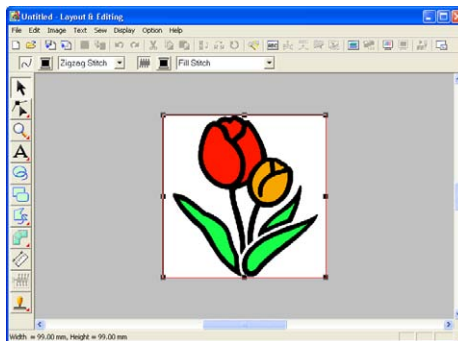 Untitled - Layout & Editing
File Edit Image Text Sew Display Option Help
Zigzag Stitch Fill Stitch
A
Width = 99.00 mm, Height = 99.00 mm